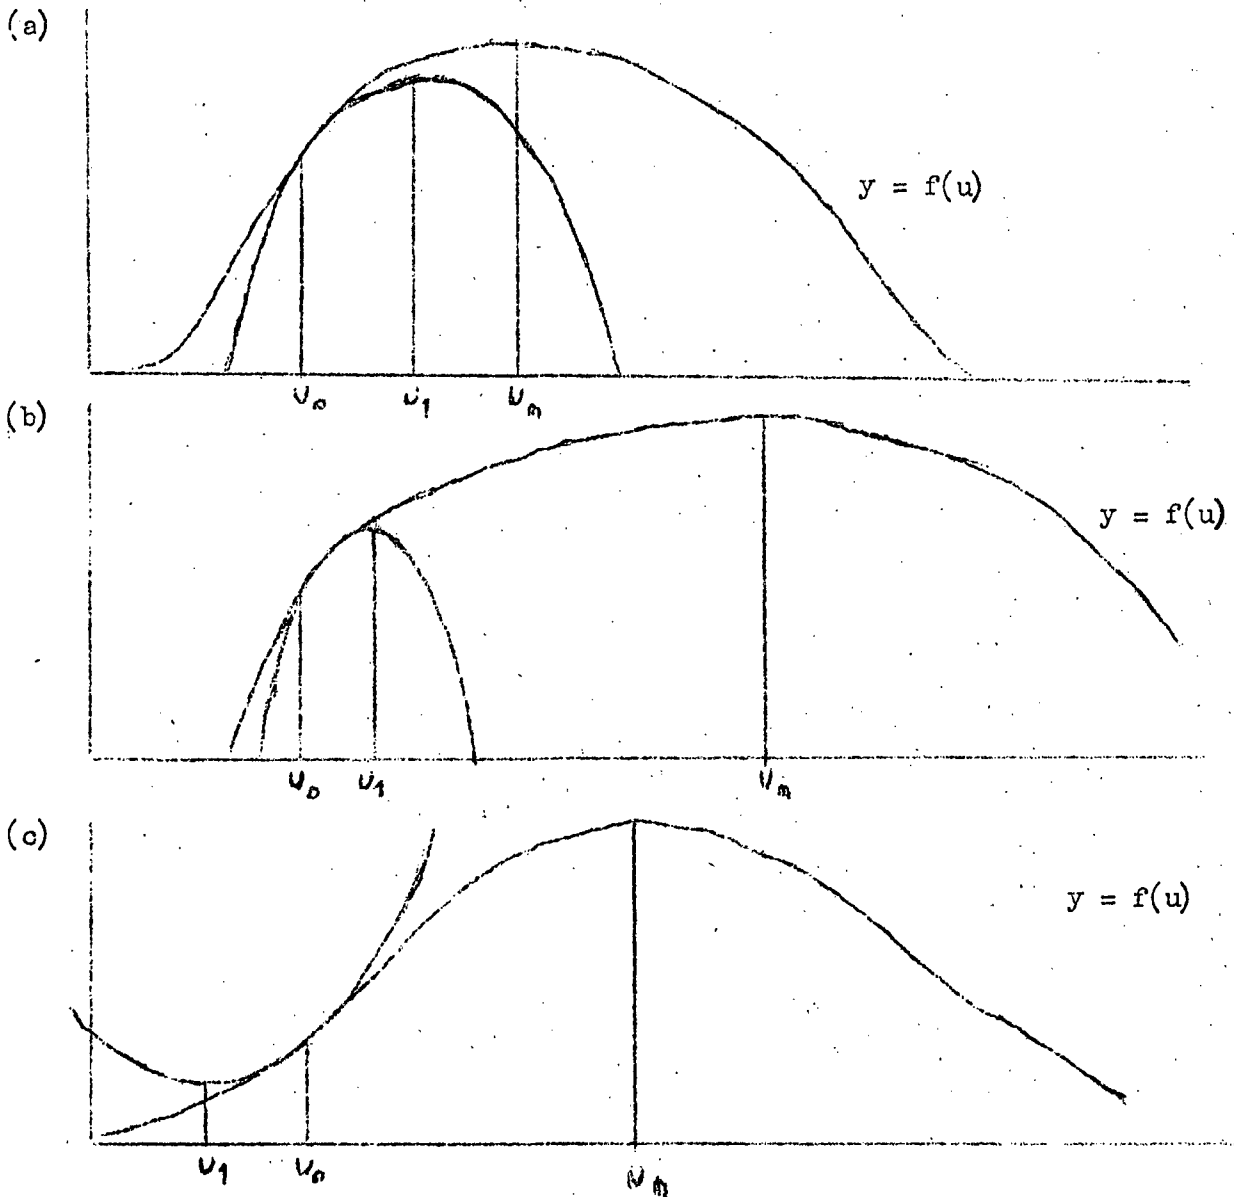 (a)
y = f(u)
u₀ u₁ uₘ
(b)
y = f(u)
u₀ u₁ uₘ
(c)
y = f(u)
u₁ u₀ uₘ